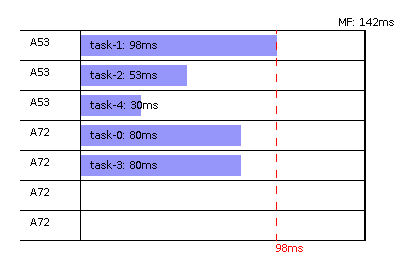 MF: 142ms
A53 task-1: 98ms
A53 task-2: 53ms
A53 task-4: 30ms
A72 task-0: 80ms
A72 task-3: 80ms
A72
A72
98ms